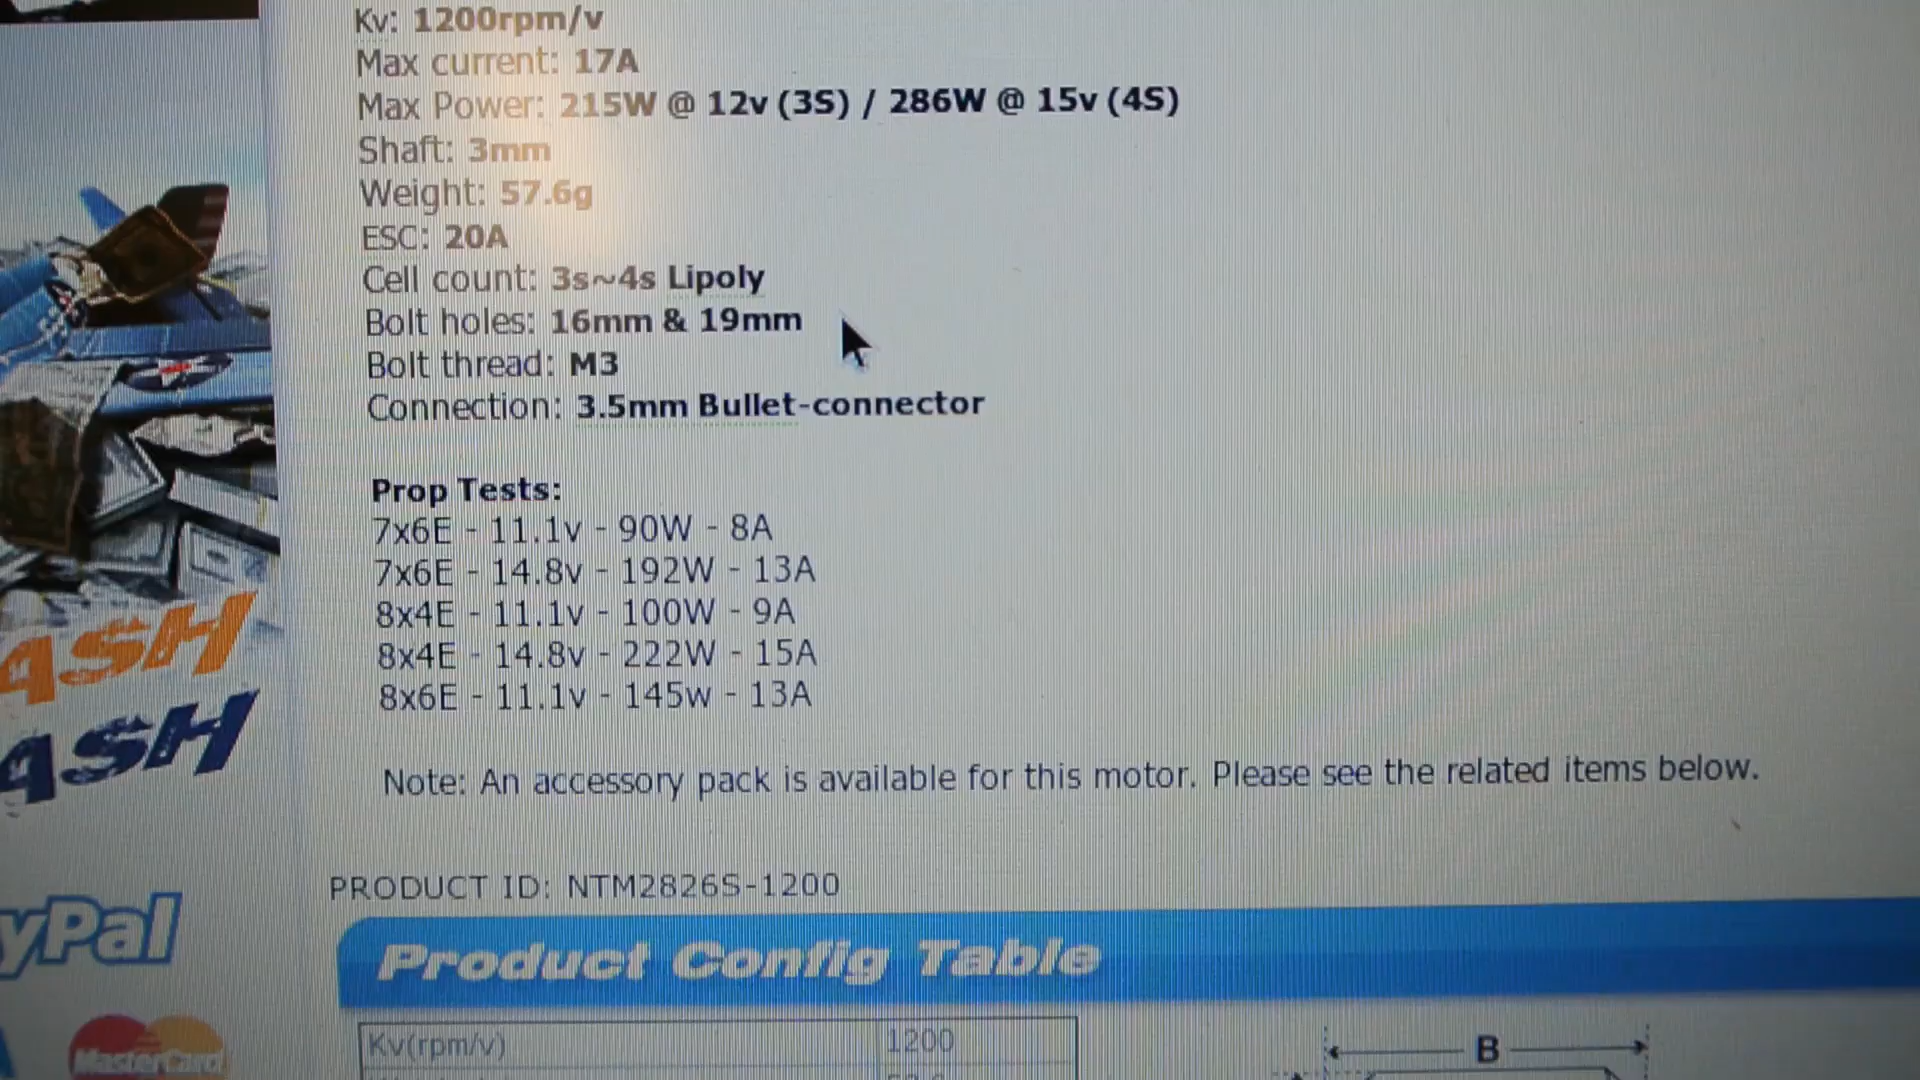 Kv: 1200rpm/v
Max current: 17A
Max Power: 215W @ 12v (3S) / 286W @ 15v (4S)
Shaft: 3mm
Weight: 57.6g
ESC: 20A
Cell count: 3s~4s Lipoly
Bolt holes: 16mm & 19mm
Bolt thread: M3
Connection: 3.5mm Bullet-connector
Prop Tests:
7x6E - 11.1v - 90W - 8A
7x6E - 14.8v - 192W - 13A
8x4E - 11.1v - 100W - 9A
8x4E - 14.8v - 222W - 15A
8x6E - 11.1v - 145w - 13A
Note: An accessory pack is available for this motor. Please see the related items below.
PRODUCT ID: NTM2826S-1200
Product Config Table
Kv(rpm/v) 1200
B
ASH
ASH
yPal
MasterCard